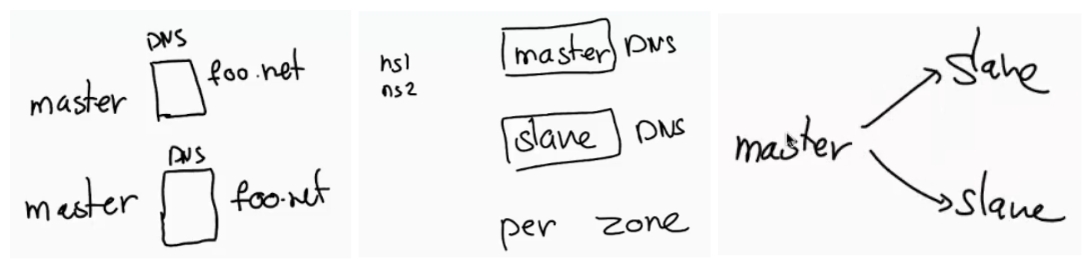 DNS
master foo.net
DNS
master foo.net
ns1
ns2
master DNS
slave DNS
per zone
slave
master
slave